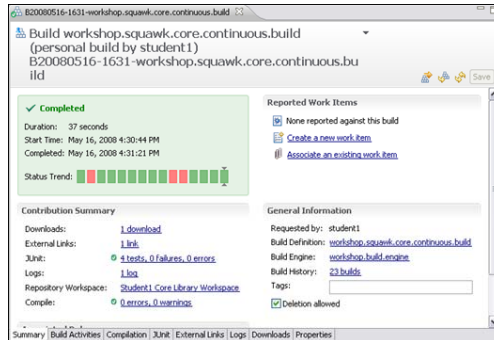 B20080516-1631-workshop.squawk.core.continuous.build
Build workshop.squawk.core.continuous.build
(personal build by student1)
B20080516-1631-workshop.squawk.core.continuous.bu
ild
Save
Completed
Duration: 37 seconds
Start Time: May 16, 2008 4:30:44 PM
Completed: May 16, 2008 4:31:21 PM
Status Trend:
Reported Work Items
None reported against this build
Create a new work item
Associate an existing work item
Contribution Summary
Downloads: 1 download
External Links: 1 link
JUnit: 4 tests, 0 failures, 0 errors
Logs: 1 log
Repository Workspace: Student1 Core Library Workspace
Compile: 0 errors, 0 warnings
General Information
Requested by: student1
Build Definition: workshop.squawk.core.continuous.build
Build Engine: workshop.build.engine
Build History: 23 builds
Tags:
Deletion allowed
Summary Build Activities Compilation JUnit External Links Logs Downloads Properties